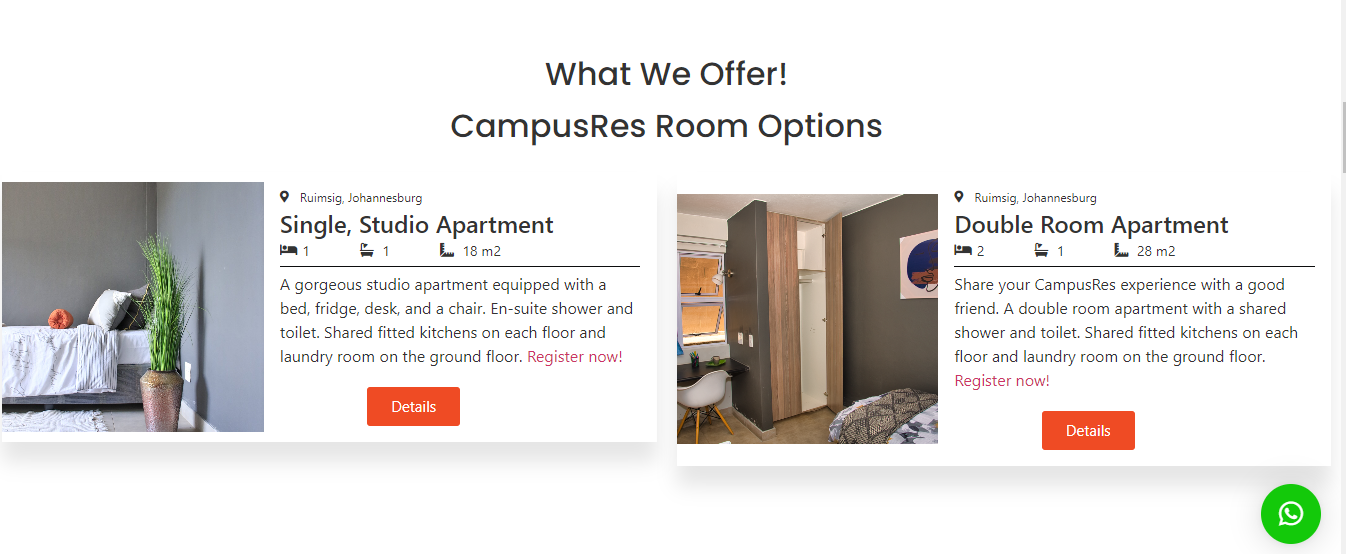 What We Offer!
CampusRes Room Options
Ruimsig, Johannesburg
Single, Studio Apartment
1 1 18 m2
A gorgeous studio apartment equipped with a
bed, fridge, desk, and a chair. En-suite shower and
toilet. Shared fitted kitchens on each floor and
laundry room on the ground floor. Register now!
Details
Ruimsig, Johannesburg
Double Room Apartment
2 1 28 m2
Share your CampusRes experience with a good
friend. A double room apartment with a shared
shower and toilet. Shared fitted kitchens on each
floor and laundry room on the ground floor.
Register now!
Details